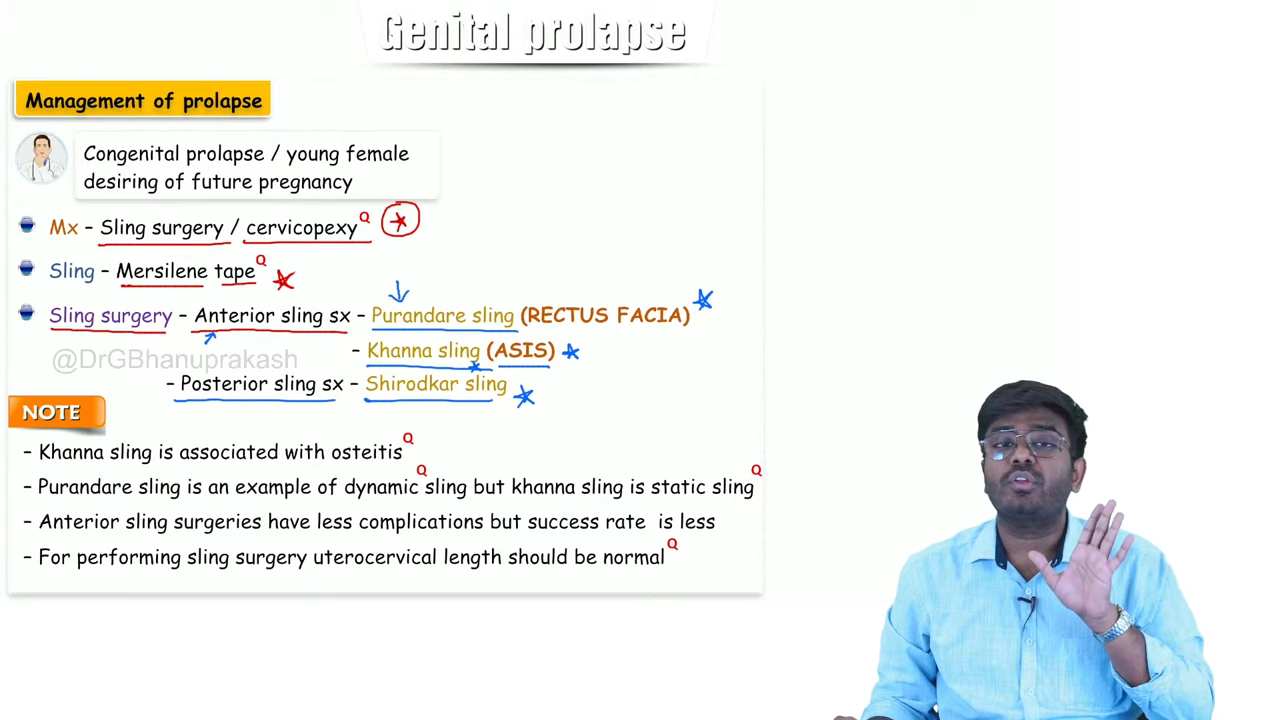 Genital prolapse
Management of prolapse
Congenital prolapse / young female
desiring of future pregnancy
Mx – Sling surgery / cervicopexy Q
Sling – Mersilene tape Q
Sling surgery – Anterior sling sx – Purandare sling (RECTUS FACIA)
– Khanna sling (ASIS)
@DrGBhanuprakash
– Posterior sling sx – Shirodkar sling
NOTE
– Khanna sling is associated with osteitis Q
– Purandare sling is an example of dynamic Q sling but khanna sling is static sling Q
– Anterior sling surgeries have less complications but success rate is less
– For performing sling surgery uterocervical length should be normal Q